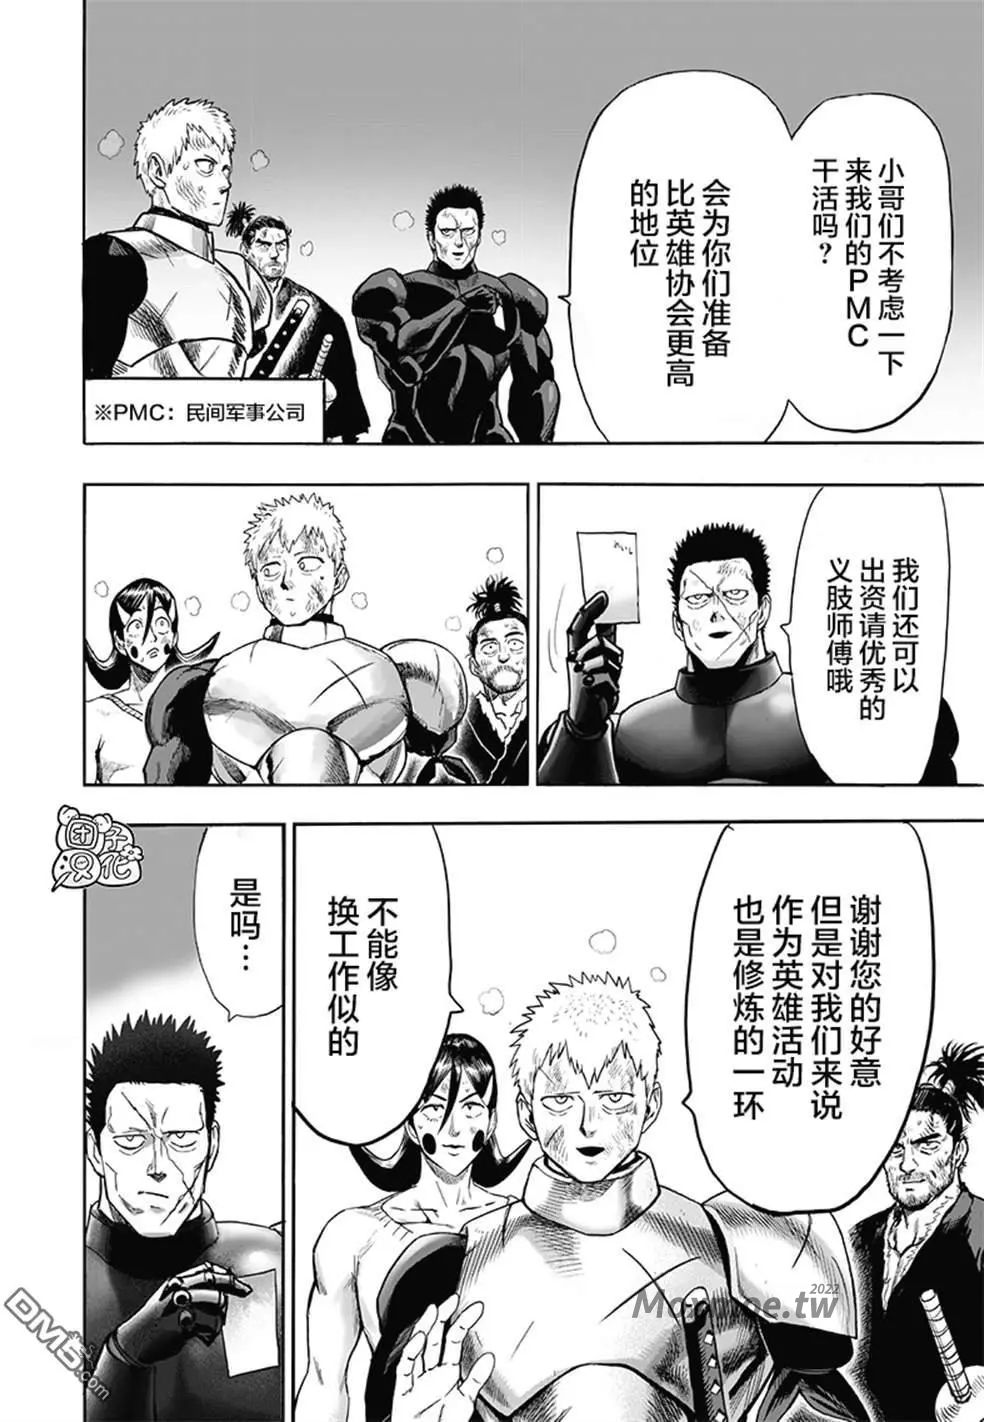 小哥们不考虑一下
来我们的PMC
干活吗？
会为你们准备
比英雄协会更高
的地位
※PMC：民间军事公司
我们还可以
出资请优秀的
义肢师傅哦
谢谢您的好意
但是对我们来说
作为英雄活动
也是修炼的一环
不能像
换工作似的
是吗…
团子
汉化
2022
DM5